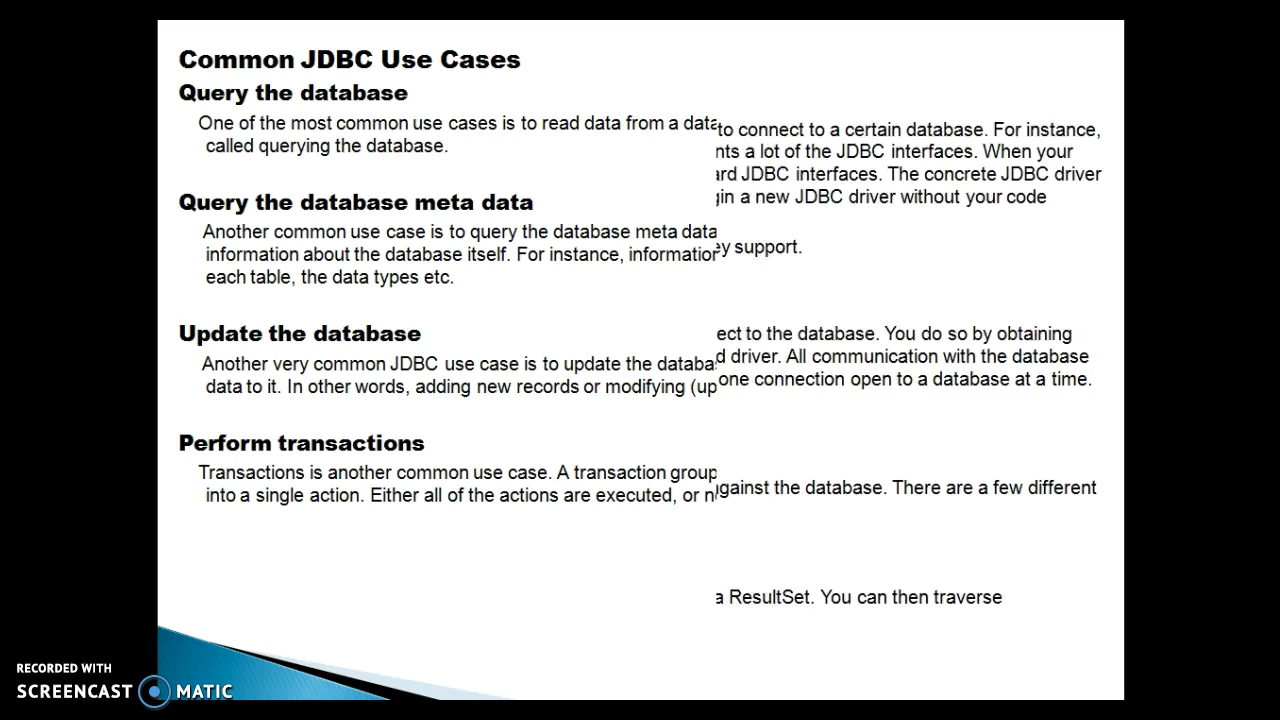 Common JDBC Use Cases
Query the database
One of the most common use cases is to read data from a data
called querying the database.
Query the database meta data
Another common use case is to query the database meta data
information about the database itself. For instance,
each table, the data types etc.
Update the database
Another very common JDBC use case is to update the
data to it. In other words, adding new records or modifying
Perform transactions
Transactions is another common use case. A transaction group
into a single action. Either all of the actions are executed, or
to connect to a certain database. For instance,
a lot of the JDBC interfaces. When your
JDBC interfaces. The concrete JDBC driver
a new JDBC driver without your code
support.
to the database. You do so by obtaining
driver. All communication with the database
one connection open to a database at a time.
the database. There are a few different
a ResultSet. You can then traverse
RECORDED WITH
SCREENCAST MATIC